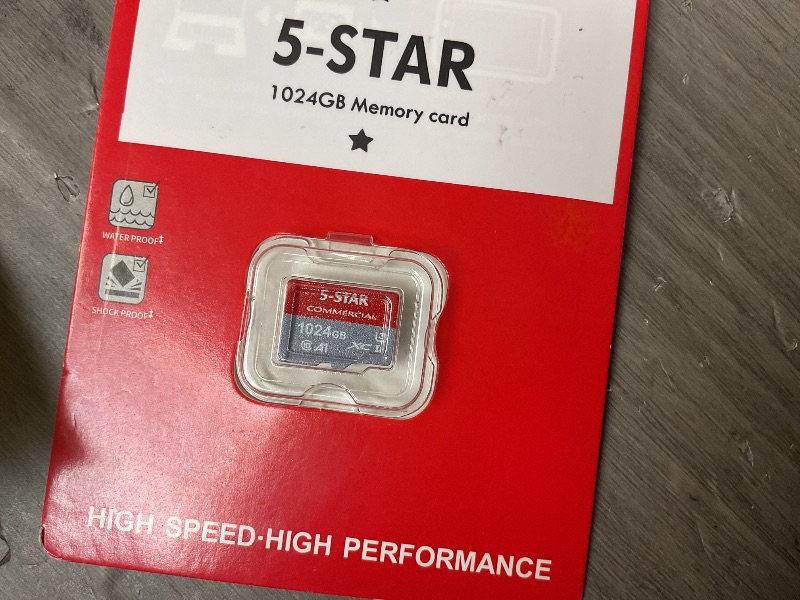 5-STAR
1024GB Memory card
WATER PROOF‡
SHOCK PROOF‡
5-STAR
COMMERCIAL
1024GB
A1 XC I
HIGH SPEED·HIGH PERFORMANCE